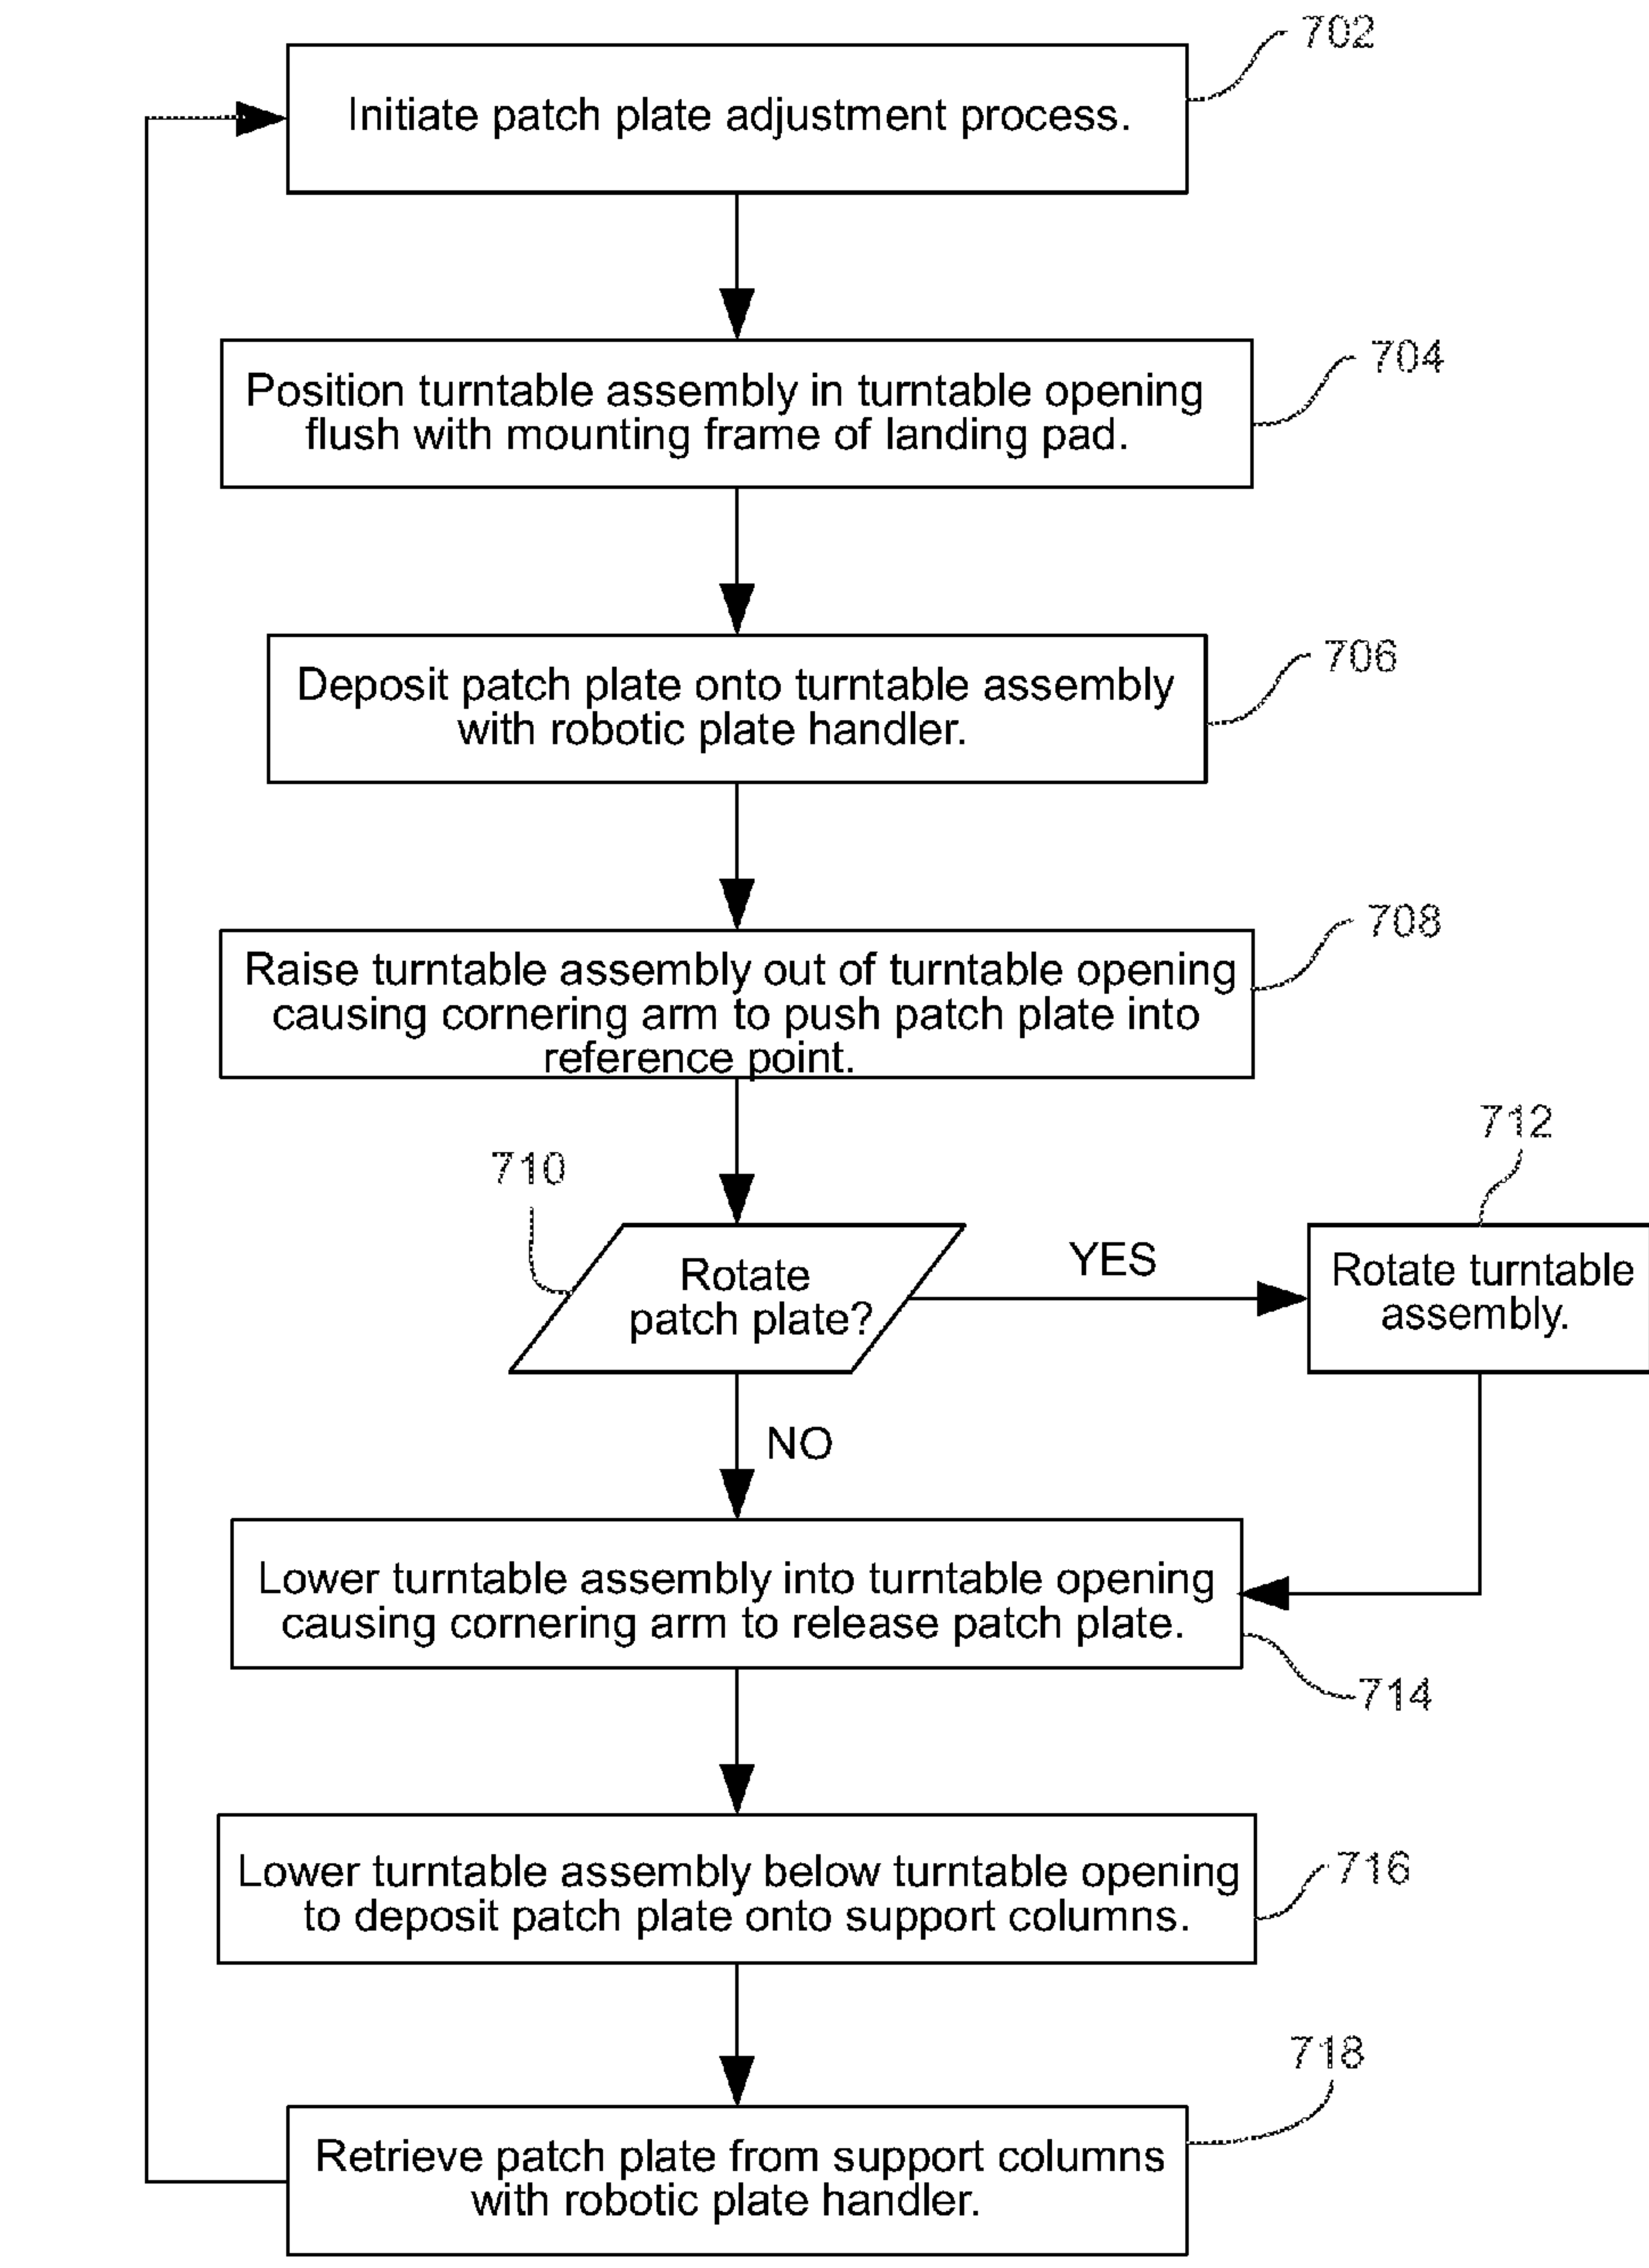 702
Initiate patch plate adjustment process.
704
Position turntable assembly in turntable opening
flush with mounting frame of landing pad.
706
Deposit patch plate onto turntable assembly
with robotic plate handler.
708
Raise turntable assembly out of turntable opening
causing cornering arm to push patch plate into
reference point.
710
712
Rotate
patch plate?
YES
Rotate turntable
assembly.
NO
Lower turntable assembly into turntable opening
causing cornering arm to release patch plate.
714
Lower turntable assembly below turntable opening
to deposit patch plate onto support columns.
716
718
Retrieve patch plate from support columns
with robotic plate handler.